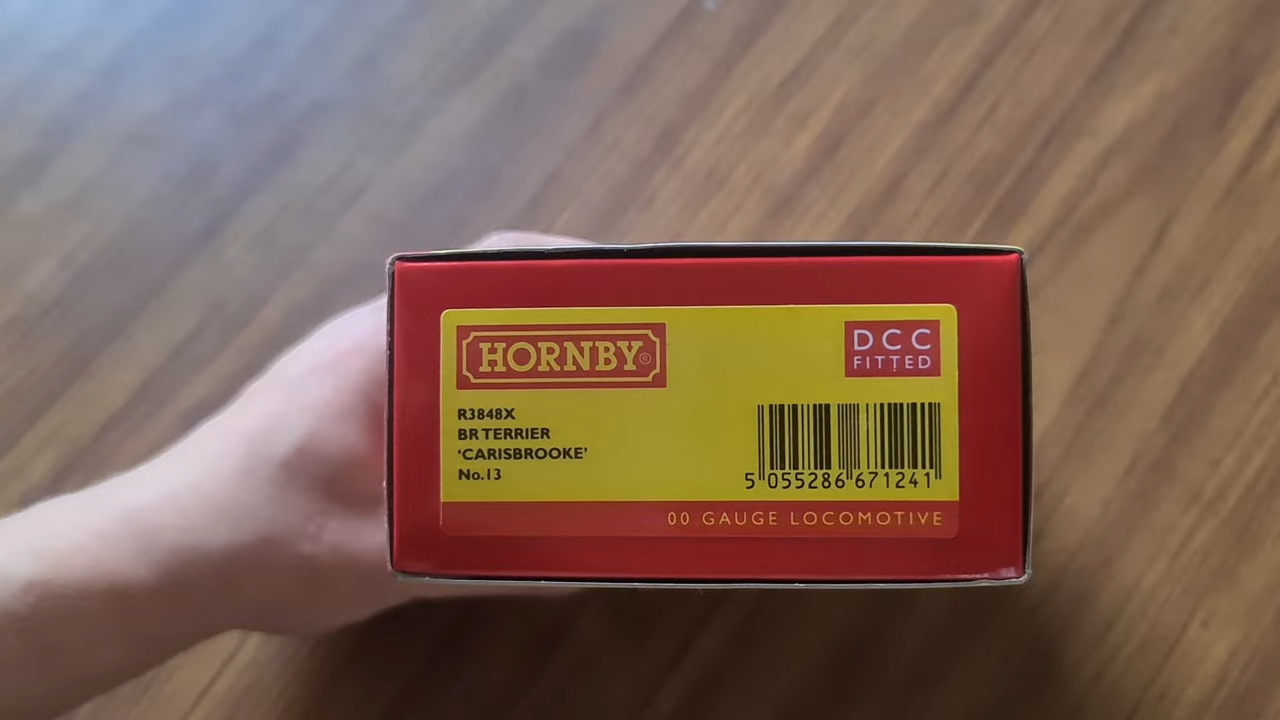 HORNBY®
DCC
FITTED
R3848X
BR TERRIER
‘CARISBROOKE’
No.13
5 055286 671241
00 GAUGE LOCOMOTIVE